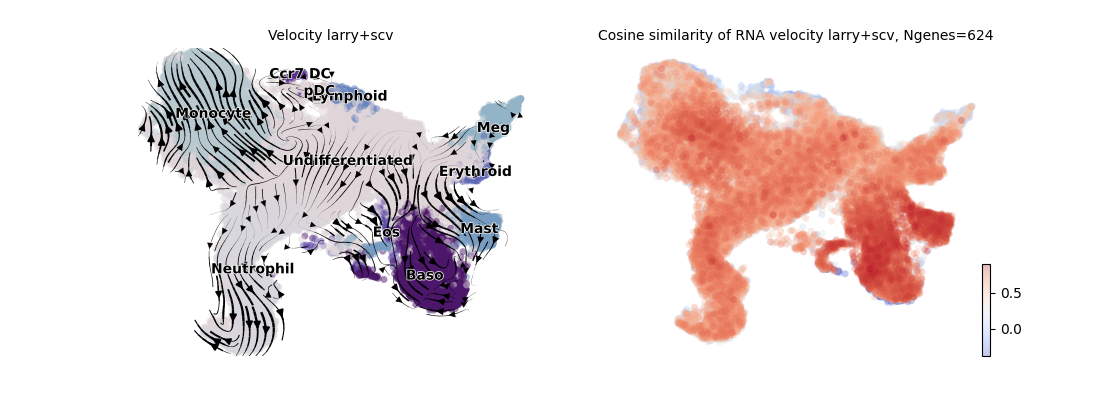 Velocity larry+scv
Cosine similarity of RNA velocity larry+scv, Ngenes=624
Ccr7 DC
pDC
Lymphoid
Monocyte
Meg
Undifferentiated
Erythroid
Eos
Mast
Neutrophil
Baso
0.5
0.0